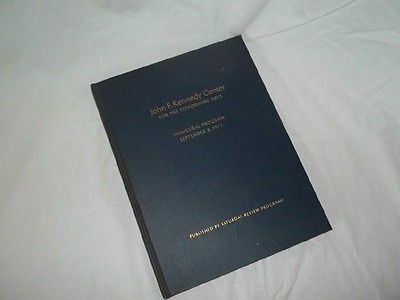 John F. Kennedy Center
FOR THE PERFORMING ARTS
INAUGURAL PROGRAM
SEPTEMBER 8, 1971
PUBLISHED BY SATURDAY REVIEW PROGRAMS